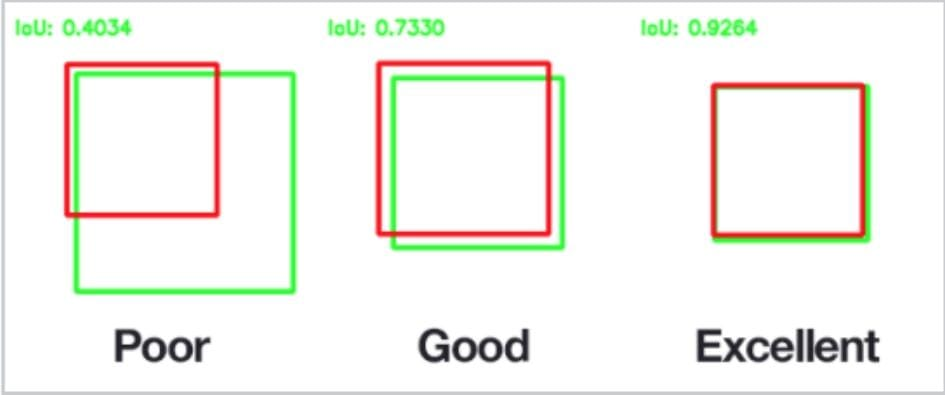 IoU: 0.4034
IoU: 0.7330
IoU: 0.9264
Poor
Good
Excellent